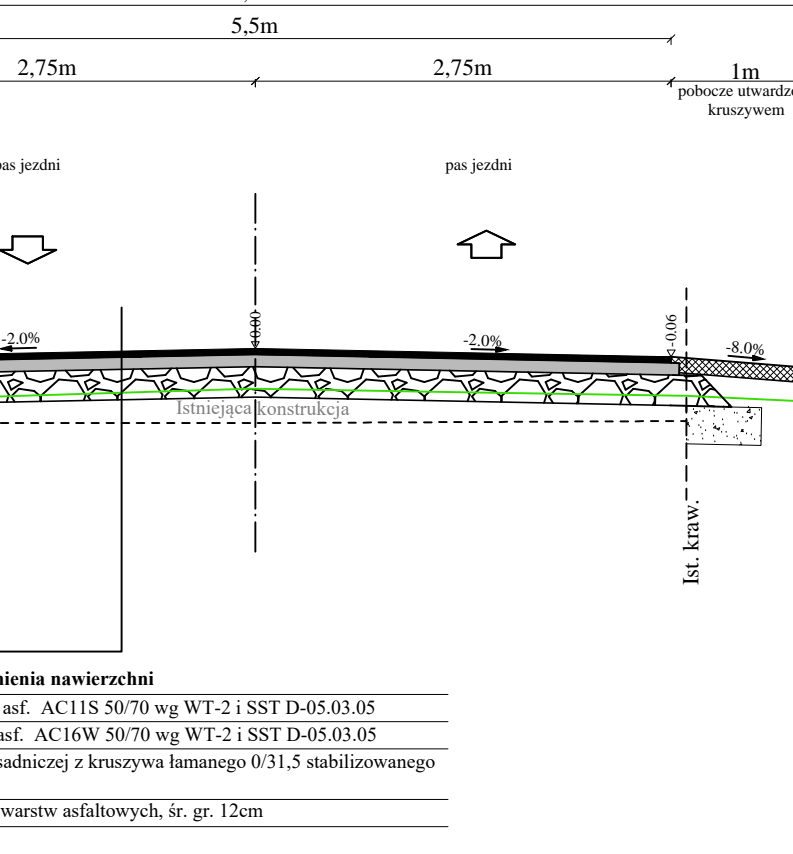 5,5m
2,75m 2,75m 1m
pobocze utwardz
kruszywem
pas jezdni pas jezdni
0.00 -0.06
-2.0% -2.0% -8.0%
Istniejąca konstrukcja
Ist. kraw.
nienia nawierzchni
asf. AC11S 50/70 wg WT-2 i SST D-05.03.05
asf. AC16W 50/70 wg WT-2 i SST D-05.03.05
sadniczej z kruszywa łamanego 0/31,5 stabilizowanego
warstw asfaltowych, śr. gr. 12cm